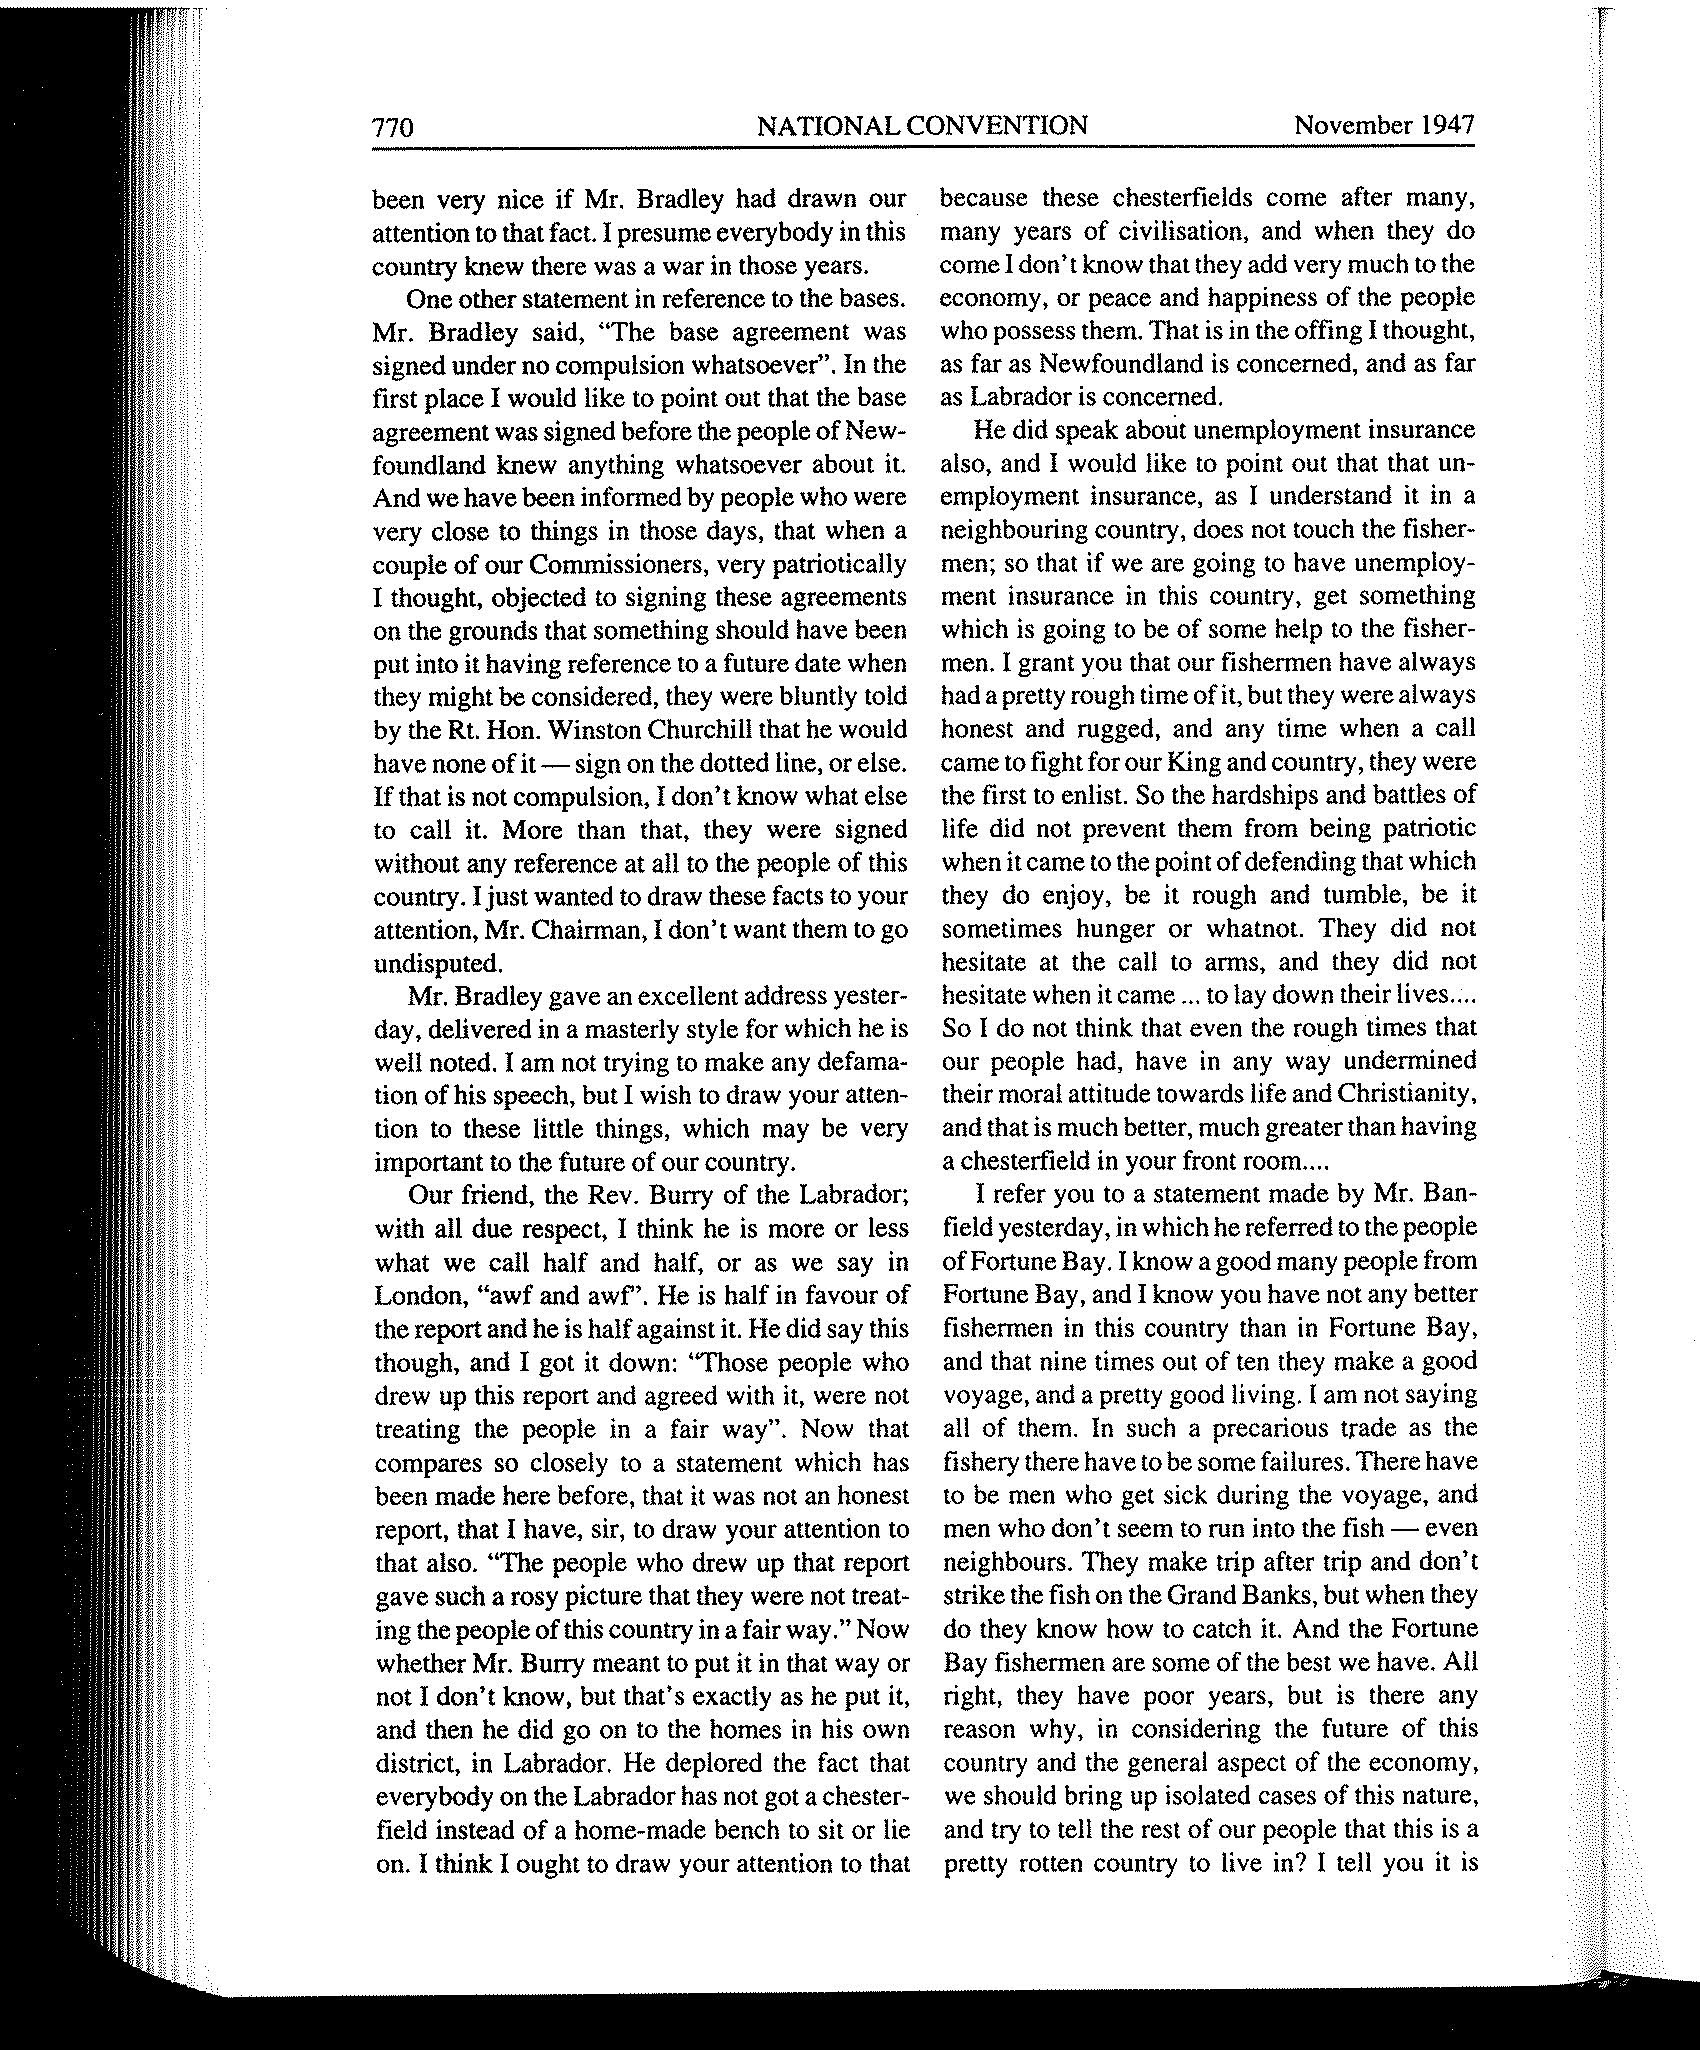 770 NATIONAL CONVENTION November 1947
been very nice if Mr. Bradley had drawn our
attention to that fact. I presume everybody in this
country knew there was a war in those years.
One other statement in reference to the bases.
Mr. Bradley said, “The base agreement was
signed under no compulsion whatsoever”. In the
first place I would like to point out that the base
agreement was signed before the people of New-
foundland knew anything whatsoever about it.
And we have been informed by people who were
very close to things in those days, that when a
couple of our Commissioners, very patriotically
I thought, objected to signing these agreements
on the grounds that something should have been
put into it having reference to a future date when
they might be considered, they were bluntly told
by the Rt. Hon. Winston Churchill that he would
have none of it — sign on the dotted line, or else.
If that is not compulsion, I don't know what else
to call it. More than that, they were signed
without any reference at all to the people of this
country. I just wanted to draw these facts to your
attention, Mr. Chairman, I don't want them to go
undisputed.
Mr. Bradley gave an excellent address yester-
day, delivered in a masterly style for which he is
well noted. I am not trying to make any defama-
tion of his speech, but I wish to draw your atten-
tion to these little things, which may be very
important to the future of our country.
Our friend, the Rev. Burry of the Labrador;
with all due respect, I think he is more or less
what we call half and half, or as we say in
London, “awf and awf”. He is half in favour of
the report and he is half against it. He did say this
though, and I got it down: “Those people who
drew up this report and agreed with it, were not
treating the people in a fair way”. Now that
compares so closely to a statement which has
been made here before, that it was not an honest
report, that I have, sir, to draw your attention to
that also. “The people who drew up that report
gave such a rosy picture that they were not treat-
ing the people of this country in a fair way.” Now
whether Mr. Burry meant to put it in that way or
not I don't know, but that's exactly as he put it,
and then he did go on to the homes in his own
district, in Labrador. He deplored the fact that
everybody on the Labrador has not got a chester-
field instead of a home-made bench to sit or lie
on. I think I ought to draw your attention to that
because these chesterfields come after many,
many years of civilisation, and when they do
come I don't know that they add very much to the
economy, or peace and happiness of the people
who possess them. That is in the offing I thought,
as far as Newfoundland is concerned, and as far
as Labrador is concerned.
He did speak about unemployment insurance
also, and I would like to point out that that un-
employment insurance, as I understand it in a
neighbouring country, does not touch the fisher-
men; so that if we are going to have unemploy-
ment insurance in this country, get something
which is going to be of some help to the fisher-
men. I grant you that our fishermen have always
had a pretty rough time of it, but they were always
honest and rugged, and any time when a call
came to fight for our King and country, they were
the first to enlist. So the hardships and battles of
life did not prevent them from being patriotic
when it came to the point of defending that which
they do enjoy, be it rough and tumble, be it
sometimes hunger or whatnot. They did not
hesitate at the call to arms, and they did not
hesitate when it came ... to lay down their lives....
So I do not think that even the rough times that
our people had, have in any way undermined
their moral attitude towards life and Christianity,
and that is much better, much greater than having
a chesterfield in your front room....
I refer you to a statement made by Mr. Ban-
field yesterday, in which he referred to the people
of Fortune Bay. I know a good many people from
Fortune Bay, and I know you have not any better
fishermen in this country than in Fortune Bay,
and that nine times out of ten they make a good
voyage, and a pretty good living. I am not saying
all of them. In such a precarious trade as the
fishery there have to be some failures. There have
to be men who get sick during the voyage, and
men who don't seem to run into the fish — even
neighbours. They make trip after trip and don't
strike the fish on the Grand Banks, but when they
do they know how to catch it. And the Fortune
Bay fishermen are some of the best we have. All
right, they have poor years, but is there any
reason why, in considering the future of this
country and the general aspect of the economy,
we should bring up isolated cases of this nature,
and try to tell the rest of our people that this is a
pretty rotten country to live in? I tell you it is